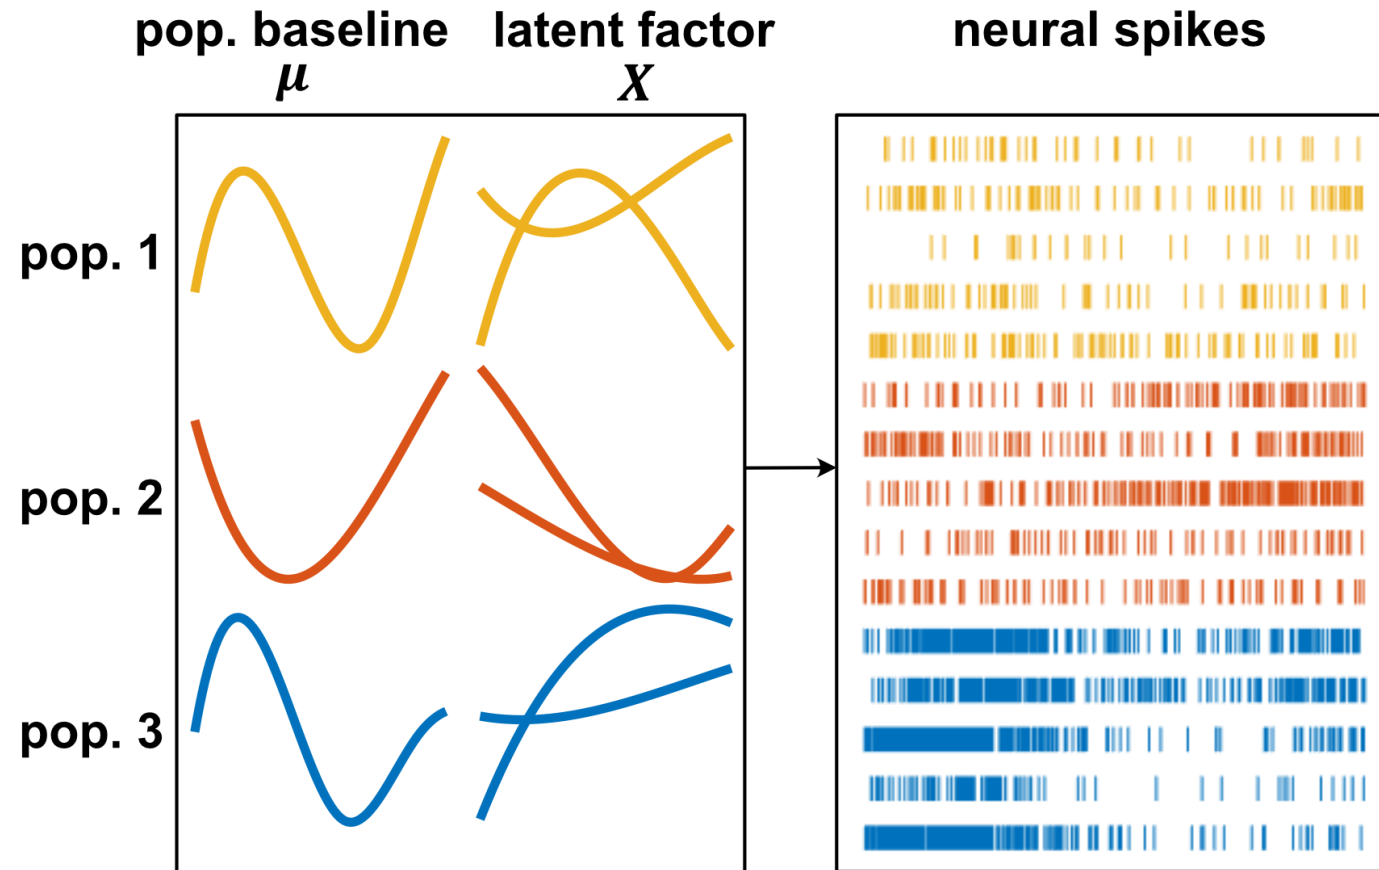 pop. baseline latent factor neural spikes
μ X
pop. 1
pop. 2
pop. 3